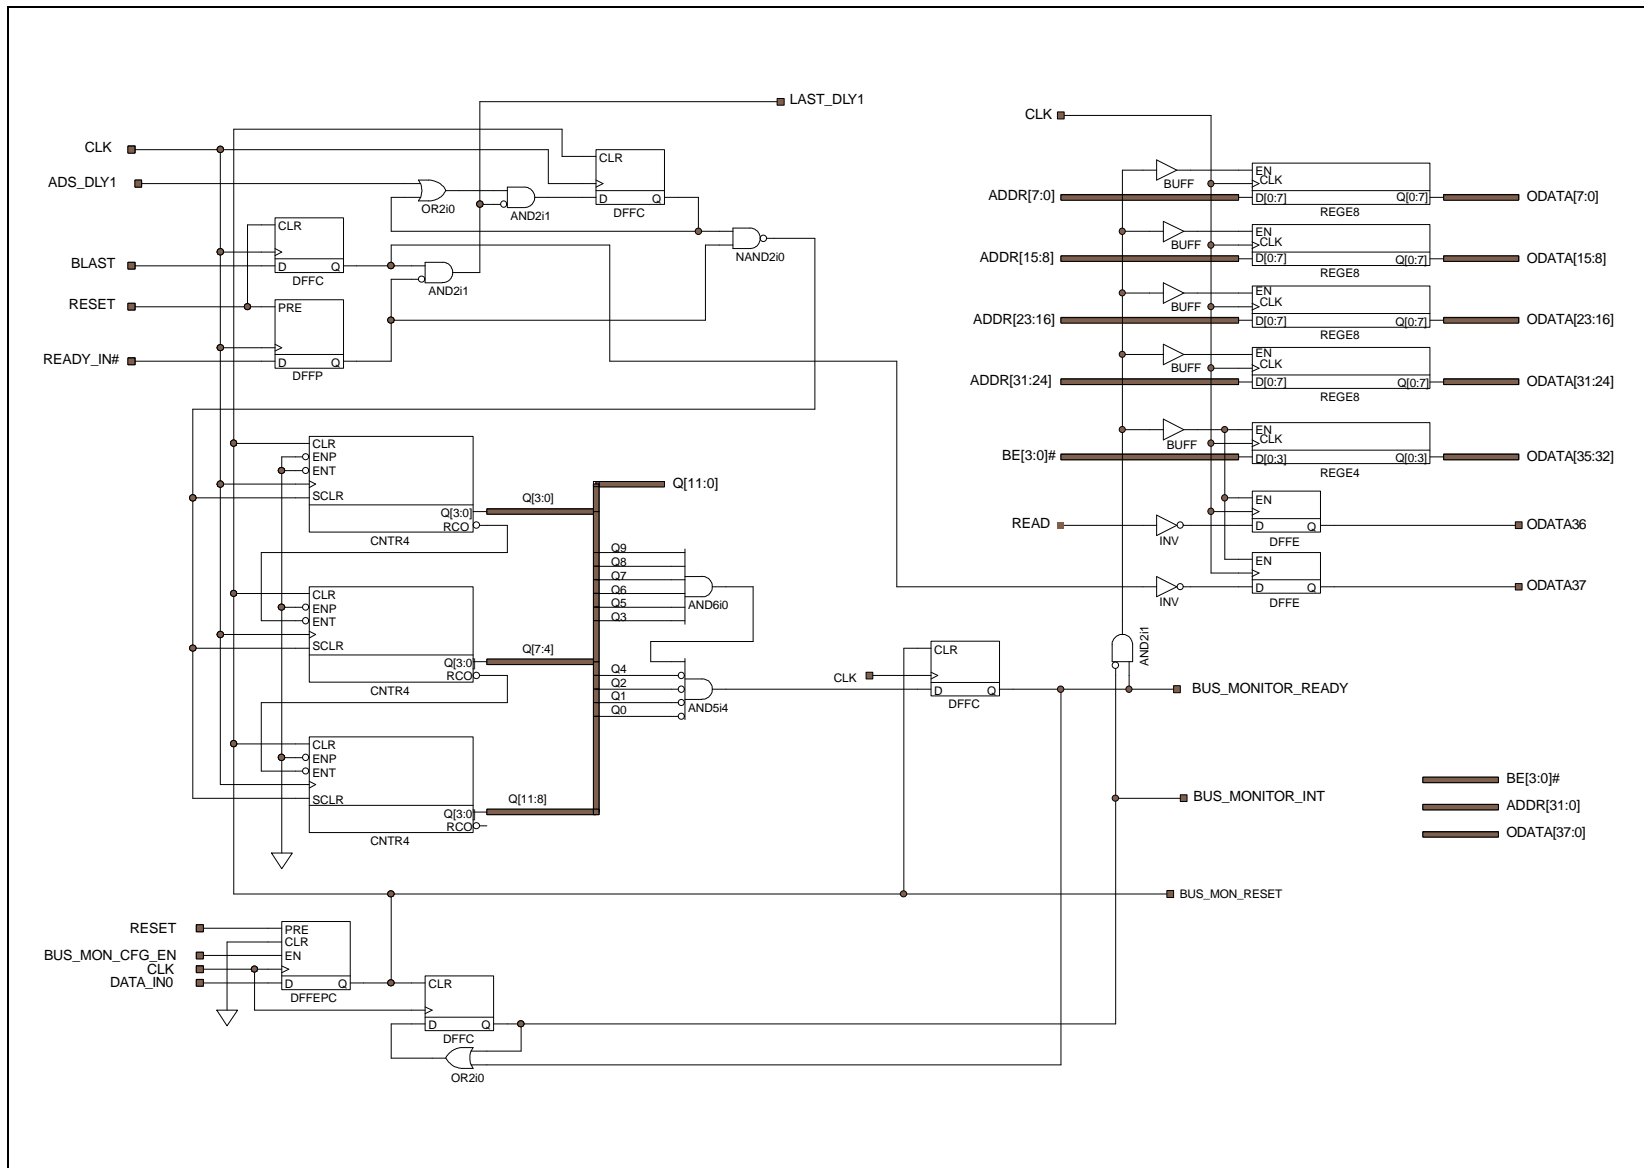 LAST_DLY1
CLK
ADS_DLY1
OR2i0
AND2i1
CLR
D Q
DFFC
BLAST
CLR
D Q
DFFC
AND2i1
NAND2i0
RESET
READY_IN#
PRE
D Q
DFFP
CLR
ENP
ENT
SCLR
Q[3:0]
RCO
CNTR4
Q[3:0]
Q[11:0]
CLR
ENP
ENT
SCLR
Q[3:0]
RCO
CNTR4
Q[7:4]
CLR
ENP
ENT
SCLR
Q[3:0]
RCO
CNTR4
Q[11:8]
Q9
Q8
Q7
Q6
Q5
Q3
AND6i0
Q4
Q2
Q1
Q0
AND5i4
CLK
CLR
D Q
DFFC
BUS_MONITOR_READY
AND2i1
BUS_MONITOR_INT
BUS_MON_RESET
RESET
BUS_MON_CFG_EN
CLK
DATA_IN0
PRE
CLR
EN
D Q
DFFEPC
CLR
D Q
DFFC
OR2i0
CLK
ADDR[7:0]
BUFF
EN
CLK
D[0:7] Q[0:7]
REGE8
ODATA[7:0]
ADDR[15:8]
BUFF
EN
CLK
D[0:7] Q[0:7]
REGE8
ODATA[15:8]
ADDR[23:16]
BUFF
EN
CLK
D[0:7] Q[0:7]
REGE8
ODATA[23:16]
ADDR[31:24]
BUFF
EN
CLK
D[0:7] Q[0:7]
REGE8
ODATA[31:24]
BE[3:0]#
BUFF
EN
CLK
D[0:3] Q[0:3]
REGE4
ODATA[35:32]
READ
INV
EN
D Q
DFFE
ODATA36
INV
EN
D Q
DFFE
ODATA37
BE[3:0]#
ADDR[31:0]
ODATA[37:0]